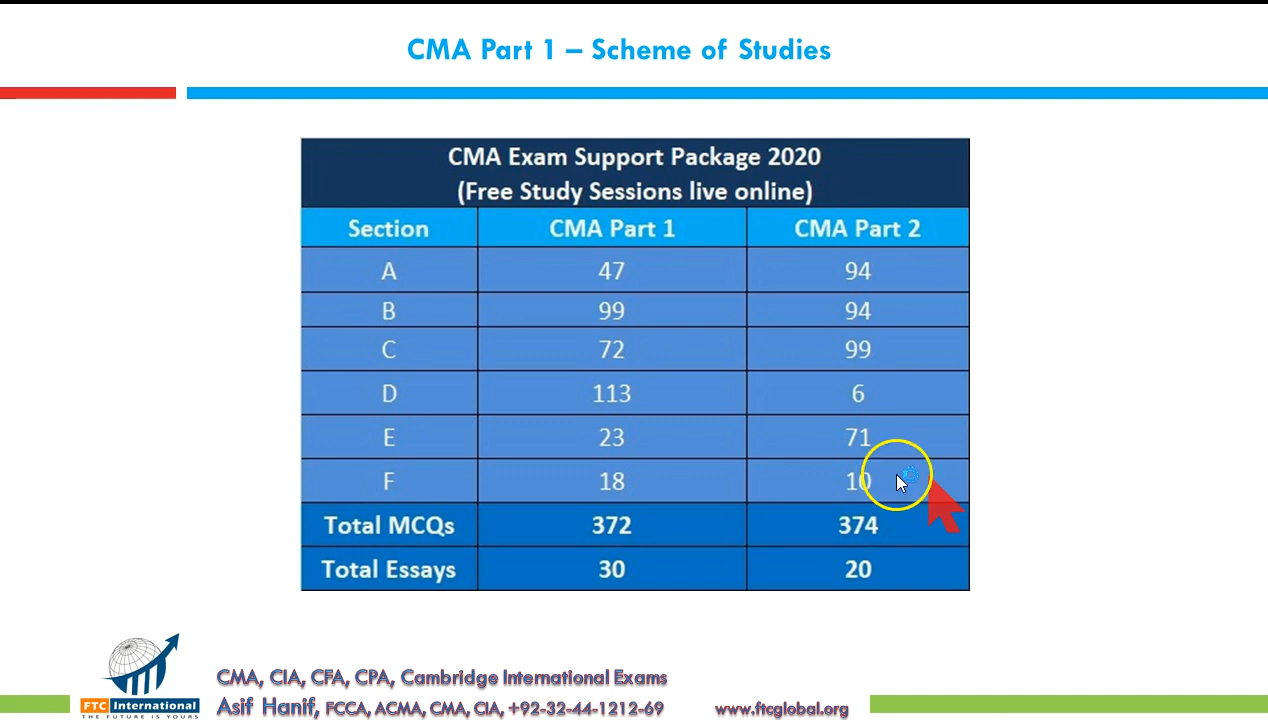 CMA Part 1 – Scheme of Studies
CMA Exam Support Package 2020
(Free Study Sessions live online)
Section CMA Part 1 CMA Part 2
A 47 94
B 99 94
C 72 99
D 113 6
E 23 71
F 18 10
Total MCQs 372 374
Total Essays 30 20
CMA, CIA, CFA, CPA, Cambridge International Exams
FTC International
THE FUTURE IS YOURS
Asif Hanif, FCCA, ACMA, CMA, CIA, +92-32-44-1212-69 www.ftcglobal.org